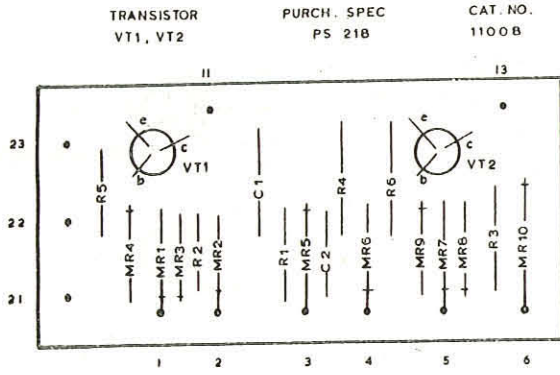 TRANSISTOR PURCH. SPEC CAT. NO.
VT1, VT2 PS 218 1100B
11 13
23
e c b VT1
e c b VT2
R5 C1 R4 R6
22
MR4 MR1 MR3 R2 MR2 R1 MR5 C2 MR6 MR9 MR7 MR8 R3 MR10
21
1 2 3 4 5 6